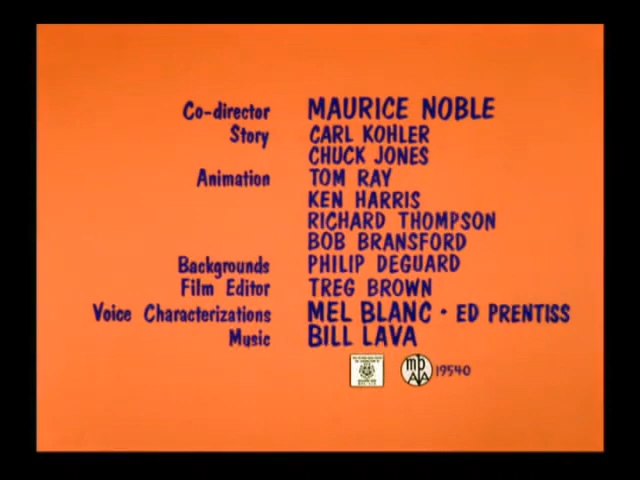 Co-director MAURICE NOBLE
Story CARL KOHLER
CHUCK JONES
Animation TOM RAY
KEN HARRIS
RICHARD THOMPSON
BOB BRANSFORD
Backgrounds PHILIP DEGUARD
Film Editor TREG BROWN
Voice Characterizations MEL BLANC · ED PRENTISS
Music BILL LAVA
19540